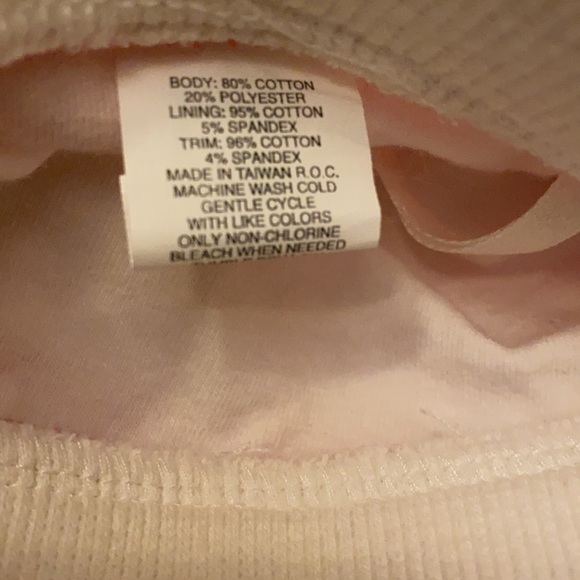 BODY: 80% COTTON
20% POLYESTER
LINING: 95% COTTON
5% SPANDEX
TRIM: 96% COTTON
4% SPANDEX
MADE IN TAIWAN R.O.C.
MACHINE WASH COLD
GENTLE CYCLE
WITH LIKE COLORS
ONLY NON-CHLORINE
BLEACH WHEN NEEDED